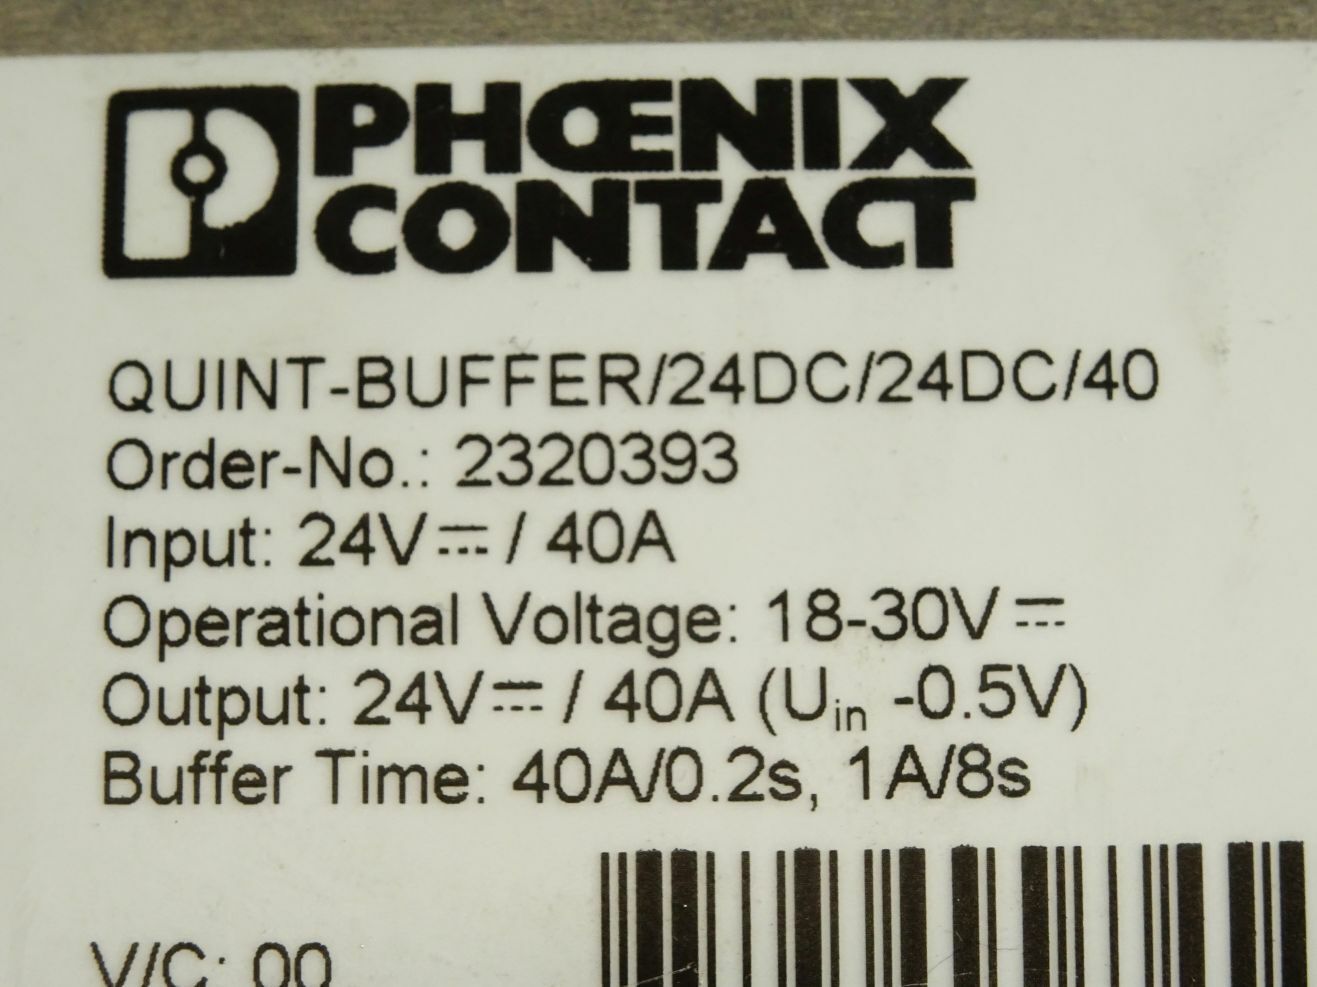 PHŒNIX
CONTACT
QUINT-BUFFER/24DC/24DC/40
Order-No.: 2320393
Input: 24V⎓ / 40A
Operational Voltage: 18-30V⎓
Output: 24V⎓ / 40A (Uin -0.5V)
Buffer Time: 40A/0.2s, 1A/8s
V/C: 00